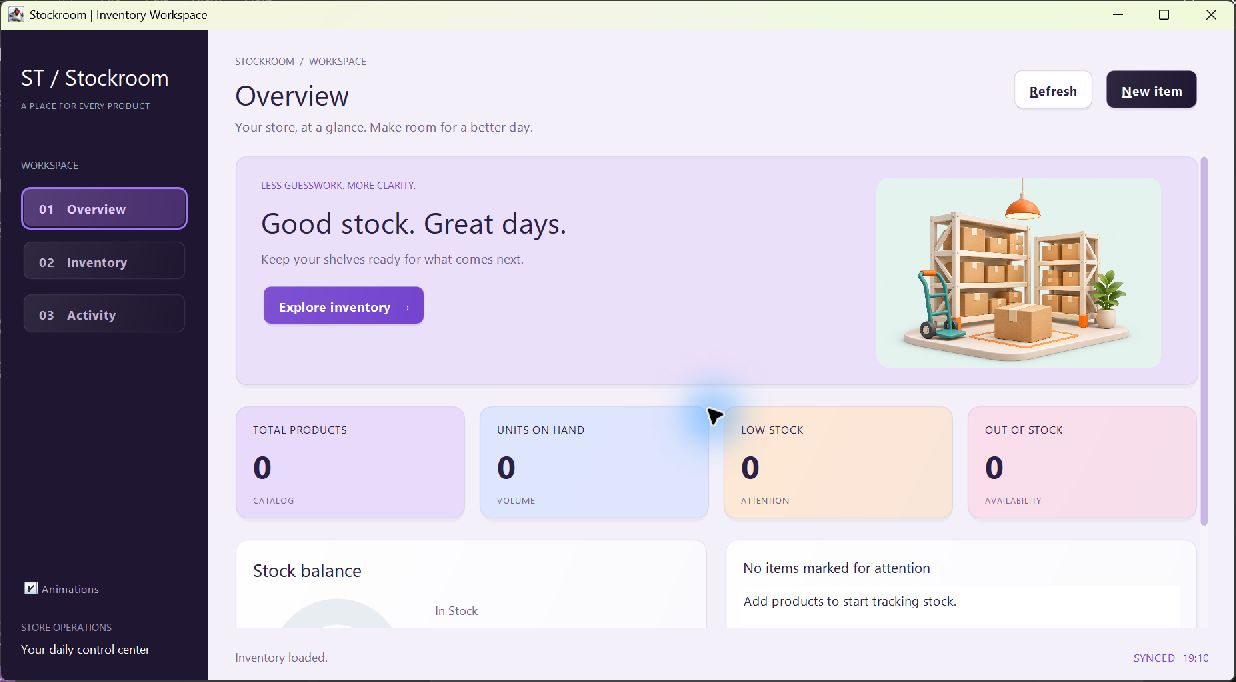 Stockroom | Inventory Workspace
ST / Stockroom
A PLACE FOR EVERY PRODUCT
WORKSPACE
01 Overview
02 Inventory
03 Activity
Animations
STORE OPERATIONS
Your daily control center
STOCKROOM / WORKSPACE
Overview
Your store, at a glance. Make room for a better day.
Refresh
New item
LESS GUESSWORK. MORE CLARITY.
Good stock. Great days.
Keep your shelves ready for what comes next.
Explore inventory
TOTAL PRODUCTS
0
CATALOG
UNITS ON HAND
0
VOLUME
LOW STOCK
0
ATTENTION
OUT OF STOCK
0
AVAILABILITY
Stock balance
In Stock
No items marked for attention
Add products to start tracking stock.
Inventory loaded.
SYNCED 19:10